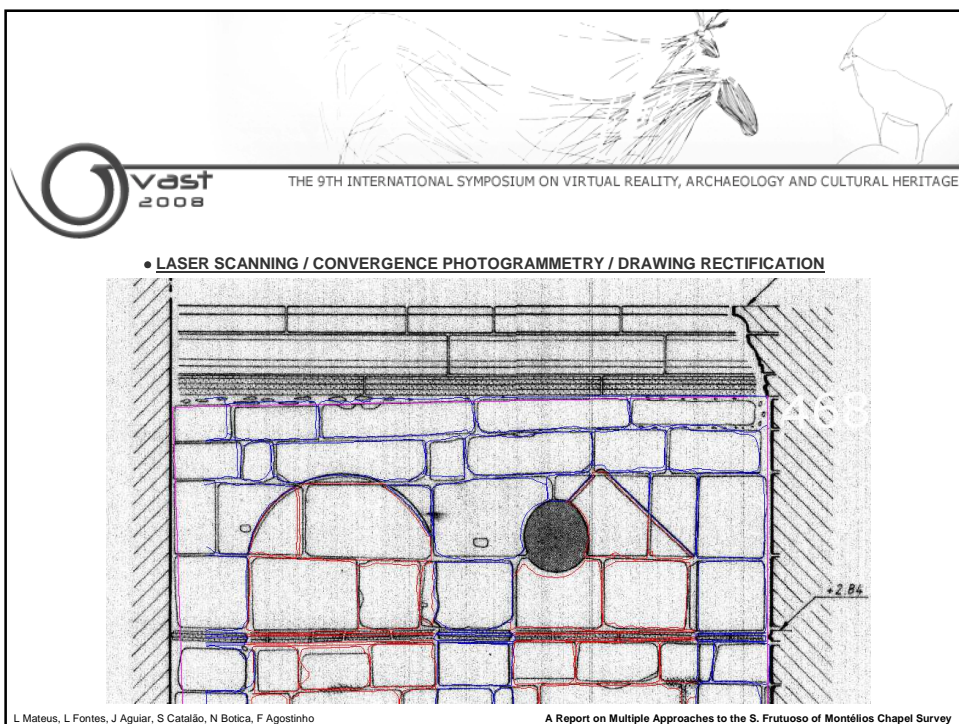 vast
2008
THE 9TH INTERNATIONAL SYMPOSIUM ON VIRTUAL REALITY, ARCHAEOLOGY AND CULTURAL HERITAGE
• LASER SCANNING / CONVERGENCE PHOTOGRAMMETRY / DRAWING RECTIFICATION
468
+2.84
L Mateus, L Fontes, J Aguiar, S Catalão, N Botica, F Agostinho
A Report on Multiple Approaches to the S. Frutuoso of Montélios Chapel Survey